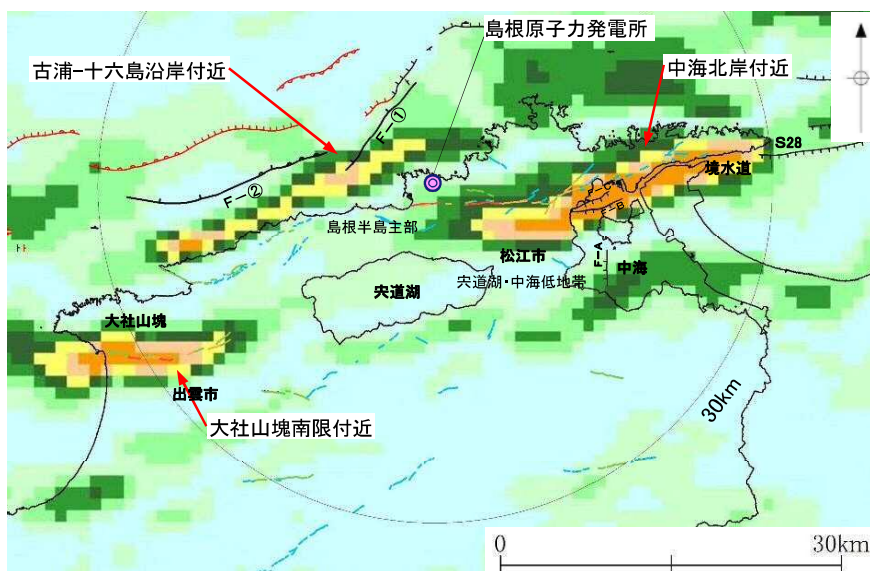 島根原子力発電所
古浦-十六島沿岸付近
中海北岸付近
F-①
S28
境水道
F-②
F-C
F-B
島根半島主部
松江市
F-A
中海
宍道湖・中海低地帯
宍道湖
大社山塊
出雲市
大社山塊南限付近
30km
0
30km